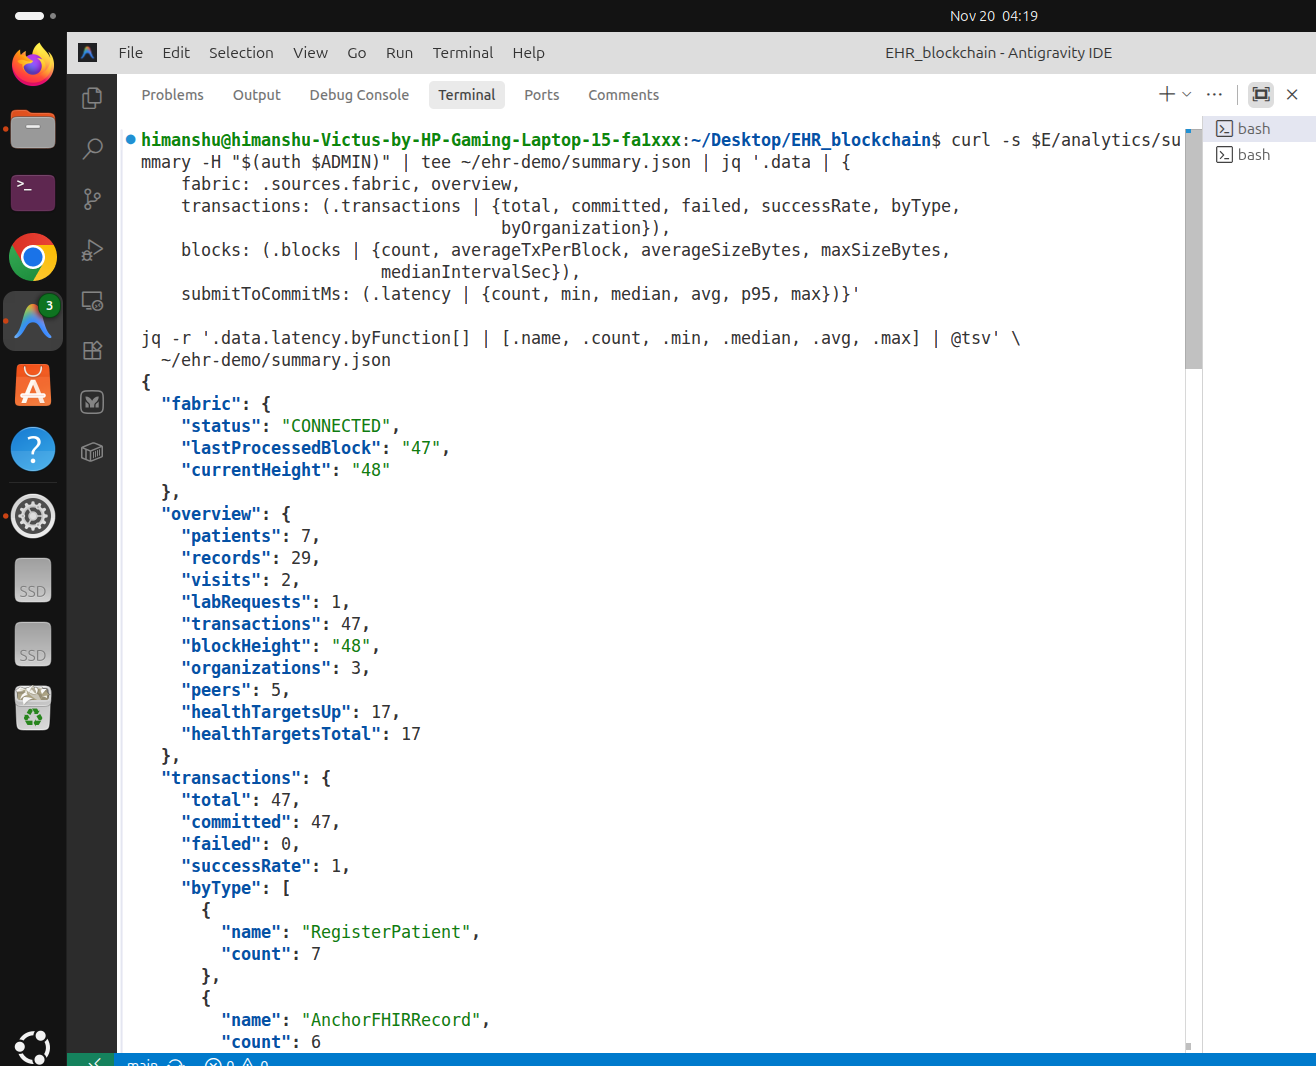 Nov 20 04:19
File Edit Selection View Go Run Terminal Help
EHR_blockchain - Antigravity IDE
Problems Output Debug Console Terminal Ports Comments
bash
bash
3
>_
SSD
SSD
himanshu@himanshu-Victus-by-HP-Gaming-Laptop-15-fa1xxx:~/Desktop/EHR_blockchain$ curl -s $E/analytics/su
mmary -H "$(auth $ADMIN)" | tee ~/ehr-demo/summary.json | jq '.data | {
    fabric: .sources.fabric, overview,
    transactions: (.transactions | {total, committed, failed, successRate, byType,
                                    byOrganization}),
    blocks: (.blocks | {count, averageTxPerBlock, averageSizeBytes, maxSizeBytes,
                        medianIntervalSec}),
    submitToCommitMs: (.latency | {count, min, median, avg, p95, max})}'
jq -r '.data.latency.byFunction[] | [.name, .count, .min, .median, .avg, .max] | @tsv' \
  ~/ehr-demo/summary.json
{
  "fabric": {
    "status": "CONNECTED",
    "lastProcessedBlock": "47",
    "currentHeight": "48"
  },
  "overview": {
    "patients": 7,
    "records": 29,
    "visits": 2,
    "labRequests": 1,
    "transactions": 47,
    "blockHeight": "48",
    "organizations": 3,
    "peers": 5,
    "healthTargetsUp": 17,
    "healthTargetsTotal": 17
  },
  "transactions": {
    "total": 47,
    "committed": 47,
    "failed": 0,
    "successRate": 1,
    "byType": [
      {
        "name": "RegisterPatient",
        "count": 7
      },
      {
        "name": "AnchorFHIRRecord",
        "count": 6
main 0 0